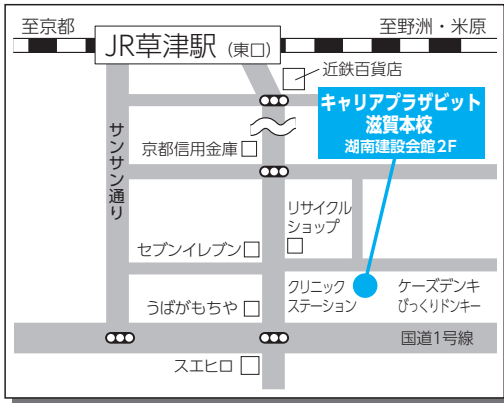 至京都
至野洲・米原
JR草津駅(東口)
近鉄百貨店
キャリアプラザビット
滋賀本校
湖南建設会館2F
サンサン通り
京都信用金庫
リサイクル
ショップ
セブンイレブン
クリニック
ステーション
ケーズデンキ
びっくりドンキー
うばがもちや
国道1号線
スエヒロ